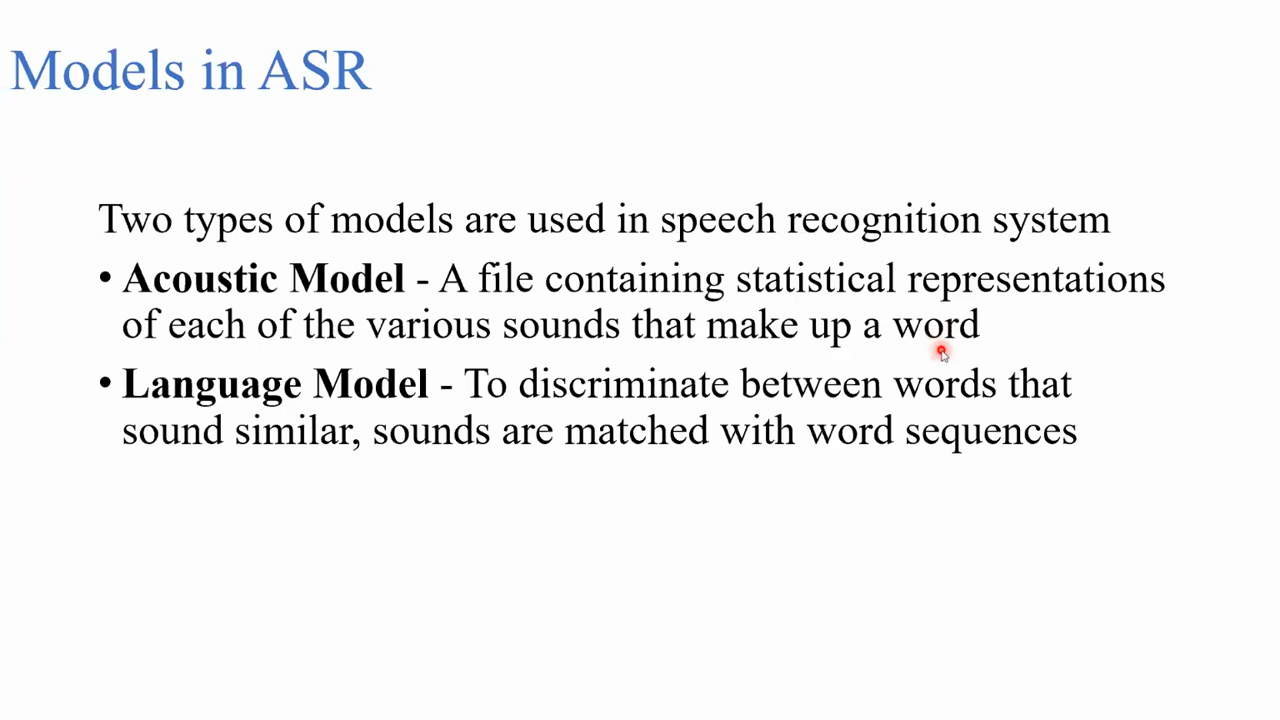 Models in ASR
Two types of models are used in speech recognition system
• Acoustic Model - A file containing statistical representations
of each of the various sounds that make up a word
• Language Model - To discriminate between words that
sound similar, sounds are matched with word sequences